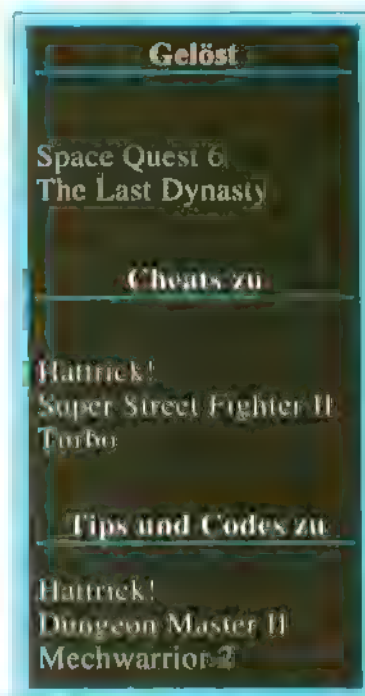 Gelöst
Space Quest 6
The Last Dynasty
Cheats zu
Hattrick!
Super Street Fighter II
Turbo
Tips und Codes zu
Hattrick!
Dungeon Master II
Mechwarrior 2